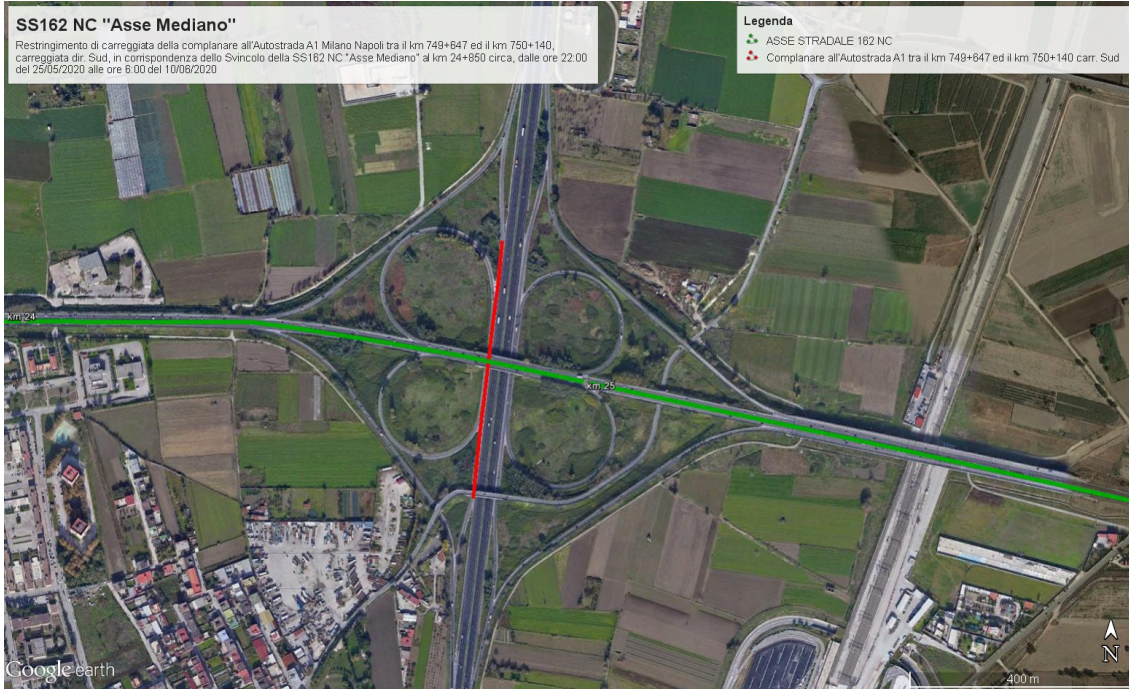 SS162 NC "Asse Mediano"
Restringimento di carreggiata della complanare all'Autostrada A1 Milano Napoli tra il km 749+647 ed il km 750+140,
carreggiata dir. Sud, in corrispondenza dello Svincolo della SS162 NC "Asse Mediano" al km 24+850 circa, dalle ore 22:00
del 25/05/2020 alle ore 6:00 del 10/06/2020
Legenda
ASSE STRADALE 162 NC
Complanare all'Autostrada A1 tra il km 749+647 ed il km 750+140 carr. Sud
km 24
km 25
Google earth
N
400 m